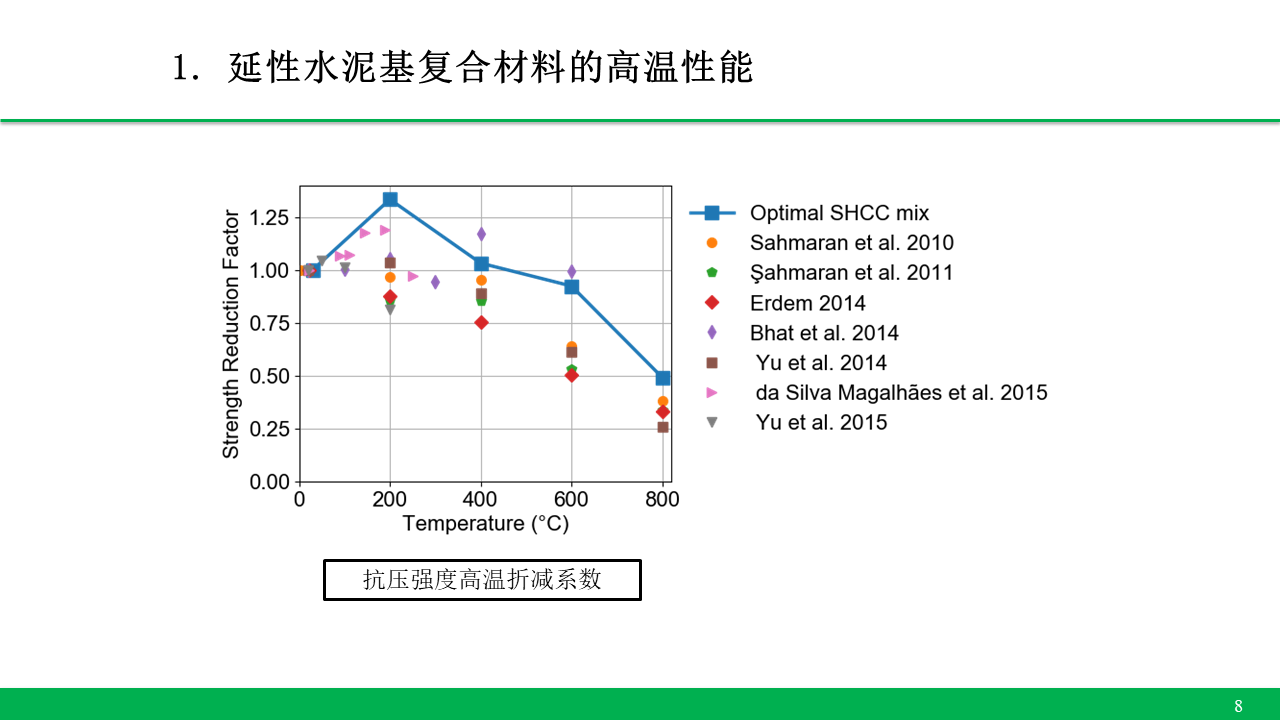 1. 延性水泥基复合材料的高温性能
Strength Reduction Factor
1.25
1.00
0.75
0.50
0.25
0.00
0 200 400 600 800
Temperature (°C)
Optimal SHCC mix
Sahmaran et al. 2010
Şahmaran et al. 2011
Erdem 2014
Bhat et al. 2014
Yu et al. 2014
da Silva Magalhães et al. 2015
Yu et al. 2015
抗压强度高温折减系数
8